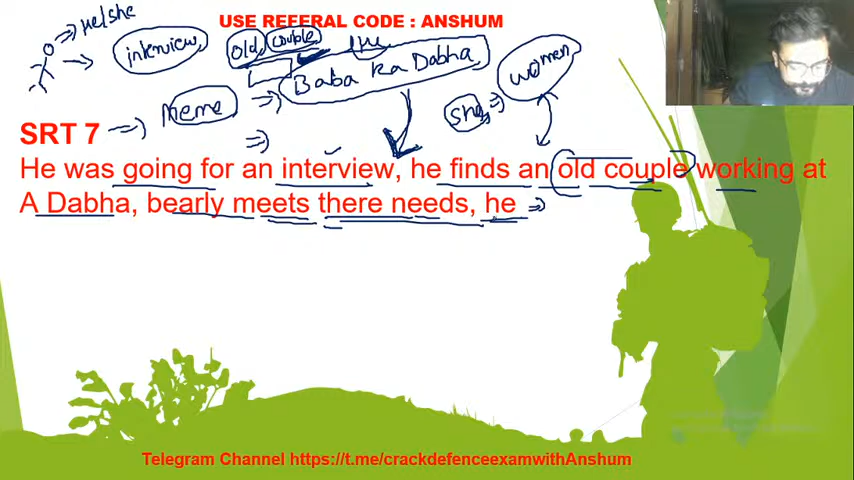 USE REFERAL CODE : ANSHUM
He/she
interview
old couple
He
Baba ka Dabha
women
meme
she
SRT 7
He was going for an interview, he finds an old couple working at
A Dabha, bearly meets there needs, he
Telegram Channel https://t.me/crackdefenceexamwithAnshum